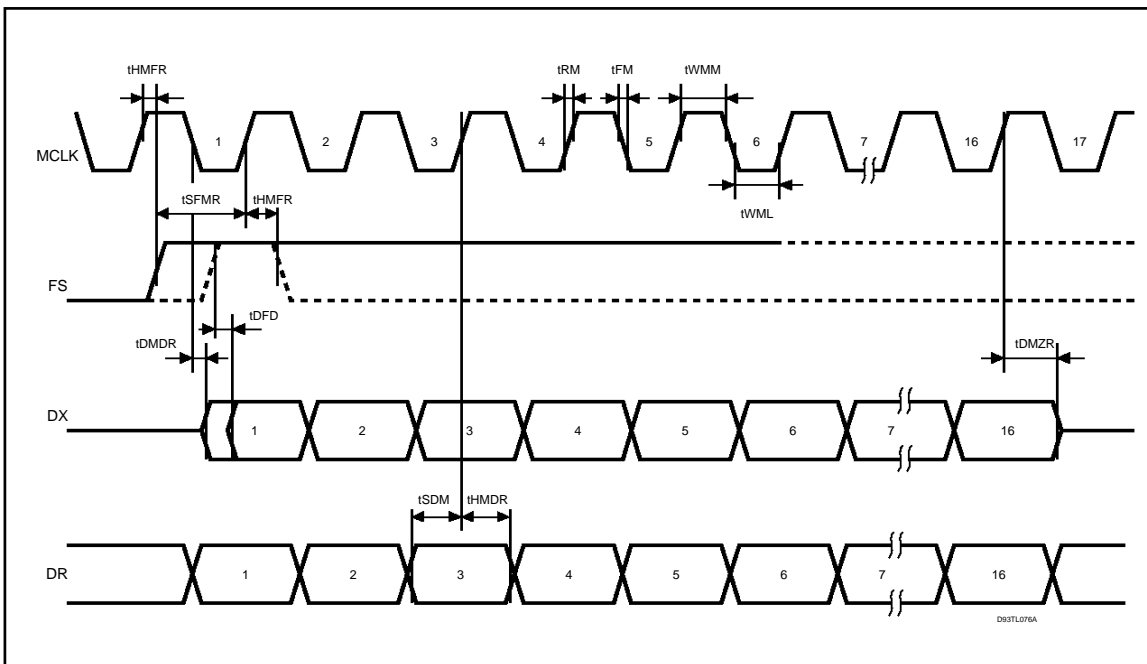 tHMFR
tRM
tFM
tWMM
MCLK
1
2
3
4
5
6
7
16
17
tSFMR
tHMFR
tWML
FS
tDFD
tDMDR
tDMZR
DX
1
2
3
4
5
6
7
16
tSDM
tHMDR
DR
1
2
3
4
5
6
7
16
D93TL076A